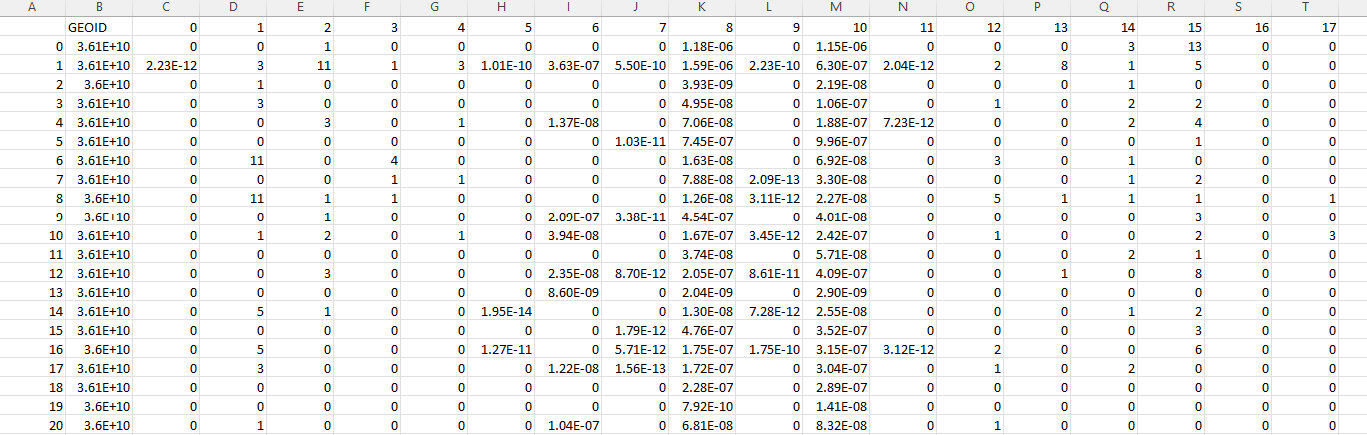 A B C D E F G H I J K L M N O P Q R S T
GEOID 0 1 2 3 4 5 6 7 8 9 10 11 12 13 14 15 16 17
0 3.61E+10 0 0 1 0 0 0 0 0 1.18E-06 0 1.15E-06 0 0 0 3 13 0 0
1 3.61E+10 2.23E-12 3 11 1 3 1.01E-10 3.63E-07 5.50E-10 1.59E-06 2.23E-10 6.30E-07 2.04E-12 2 8 1 5 0 0
2 3.6E+10 0 1 0 0 0 0 0 0 3.93E-09 0 2.19E-08 0 0 0 1 0 0 0
3 3.61E+10 0 3 0 0 0 0 0 0 4.95E-08 0 1.06E-07 0 1 0 2 2 0 0
4 3.61E+10 0 0 3 0 1 0 1.37E-08 0 7.06E-08 0 1.88E-07 7.23E-12 0 0 2 4 0 0
5 3.61E+10 0 0 0 0 0 0 0 1.03E-11 7.45E-07 0 9.96E-07 0 0 0 0 1 0 0
6 3.61E+10 0 11 0 4 0 0 0 0 1.63E-08 0 6.92E-08 0 3 0 1 0 0 0
7 3.61E+10 0 0 0 1 1 0 0 0 7.88E-08 2.09E-13 3.30E-08 0 0 0 1 2 0 0
8 3.6E+10 0 11 1 1 0 0 0 0 1.26E-08 3.11E-12 2.27E-08 0 5 1 1 1 0 1
9 3.6E+10 0 0 1 0 0 0 2.09E-07 3.38E-11 4.54E-07 0 4.01E-08 0 0 0 0 3 0 0
10 3.61E+10 0 1 2 0 1 0 3.94E-08 0 1.67E-07 3.45E-12 2.42E-07 0 1 0 0 2 0 3
11 3.61E+10 0 0 0 0 0 0 0 0 3.74E-08 0 5.71E-08 0 0 0 2 1 0 0
12 3.61E+10 0 0 3 0 0 0 2.35E-08 8.70E-12 2.05E-07 8.61E-11 4.09E-07 0 0 1 0 8 0 0
13 3.61E+10 0 0 0 0 0 0 8.60E-09 0 2.04E-09 0 2.90E-09 0 0 0 0 0 0 0
14 3.61E+10 0 5 1 0 0 1.95E-14 0 0 1.30E-08 7.28E-12 2.55E-08 0 0 0 1 2 0 0
15 3.61E+10 0 0 0 0 0 0 0 1.79E-12 4.76E-07 0 3.52E-07 0 0 0 0 3 0 0
16 3.6E+10 0 5 0 0 0 1.27E-11 0 5.71E-12 1.75E-07 1.75E-10 3.15E-07 3.12E-12 2 0 0 6 0 0
17 3.61E+10 0 3 0 0 0 0 1.22E-08 1.56E-13 1.72E-07 0 3.04E-07 0 1 0 2 0 0 0
18 3.61E+10 0 0 0 0 0 0 0 0 2.28E-07 0 2.89E-07 0 0 0 0 0 0 0
19 3.6E+10 0 0 0 0 0 0 0 0 7.92E-10 0 1.41E-08 0 0 0 0 0 0 0
20 3.6E+10 0 1 0 0 0 0 1.04E-07 0 6.81E-08 0 8.32E-08 0 1 0 0 0 0 0